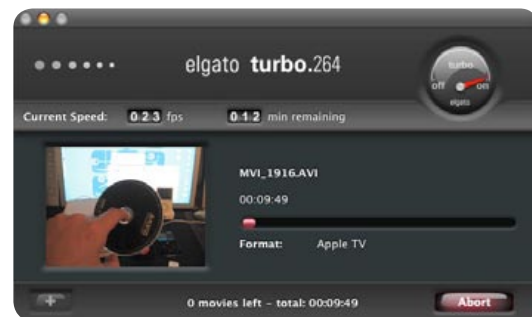 elgato turbo.264
turbo
off on
elgato
Current Speed: 023 fps 012 min remaining
MVI_1916.AVI
00:09:49
Format: Apple TV
0 movies left – total: 00:09:49
Abort